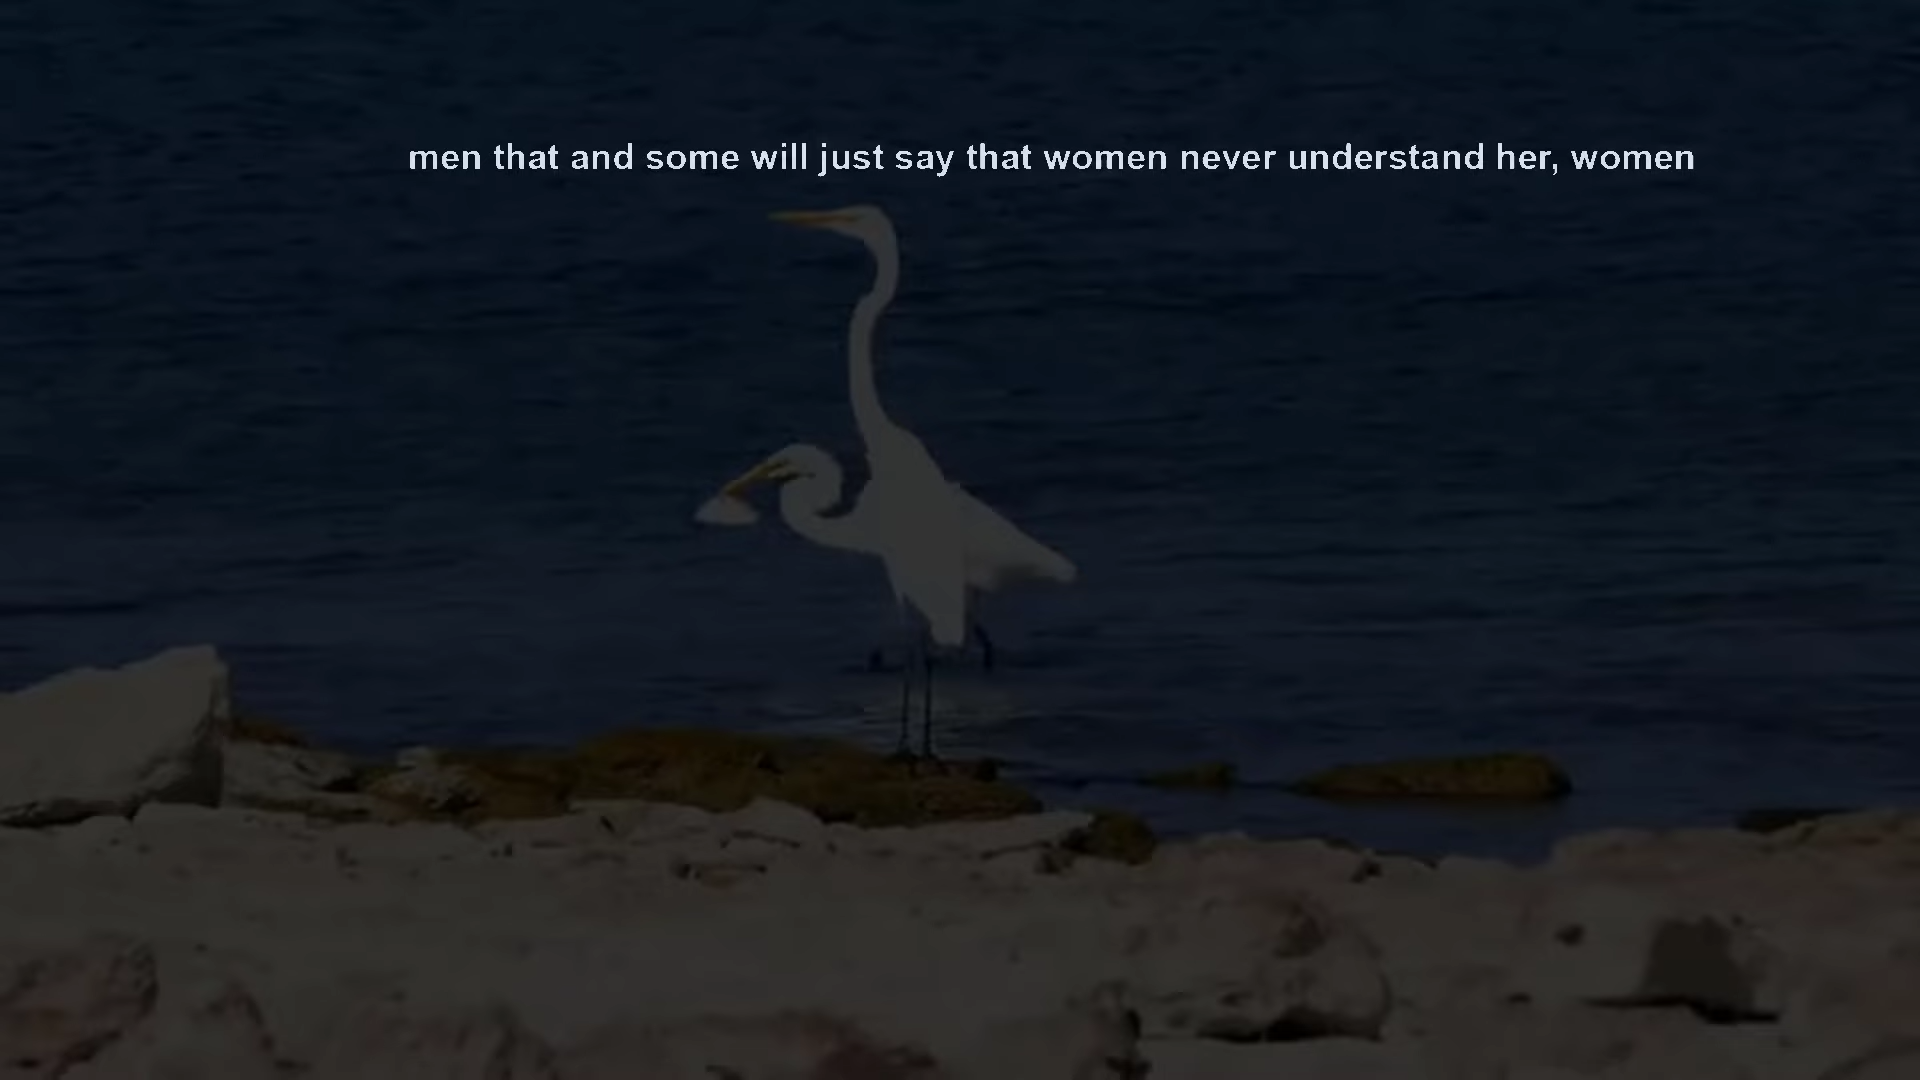 men that and some will just say that women never understand her, women